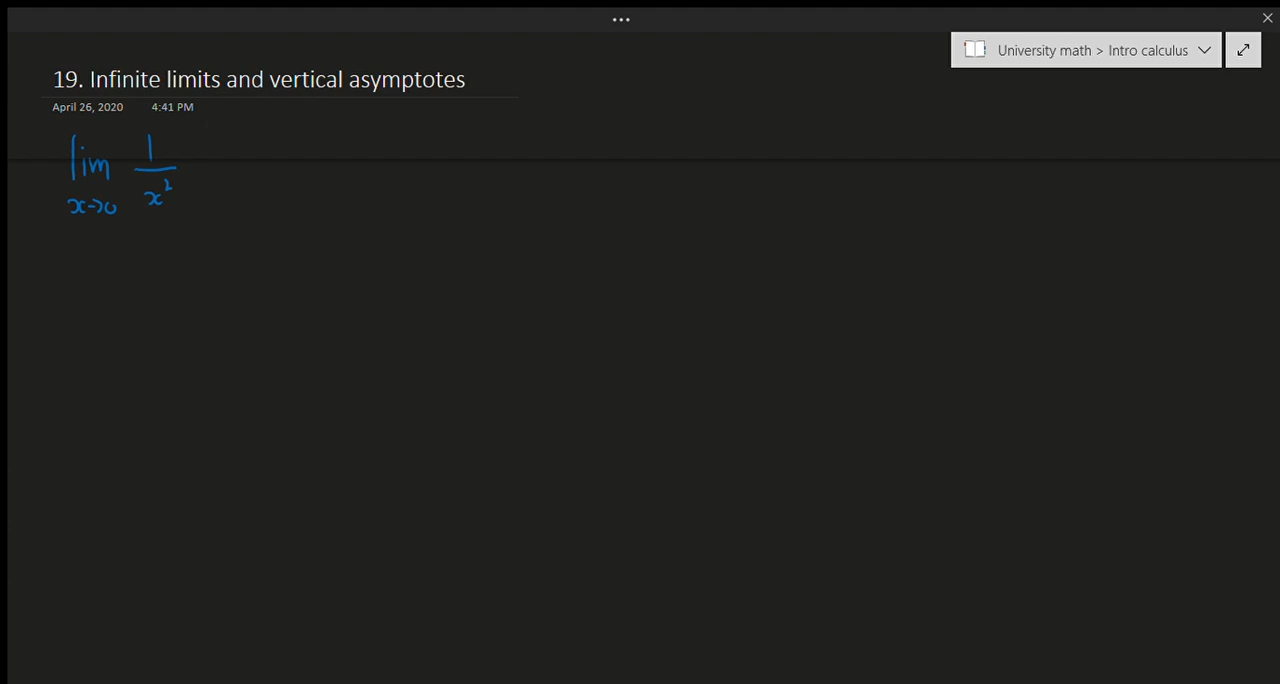 University math > Intro calculus
19. Infinite limits and vertical asymptotes
April 26, 2020 4:41 PM
lim 1
x→0 x²